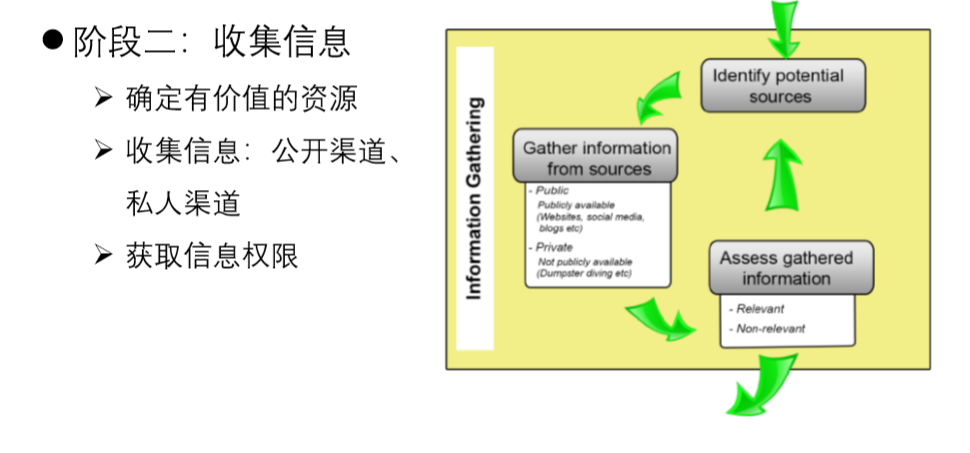 ● 阶段二：收集信息
➢ 确定有价值的资源
➢ 收集信息：公开渠道、
私人渠道
➢ 获取信息权限
Information Gathering
Identify potential
sources
Gather information
from sources
- Public
Publicly available
(Websites, social media,
blogs etc)
- Private
Not publicly available
(Dumpster diving etc)
Assess gathered
information
- Relevant
- Non-relevant